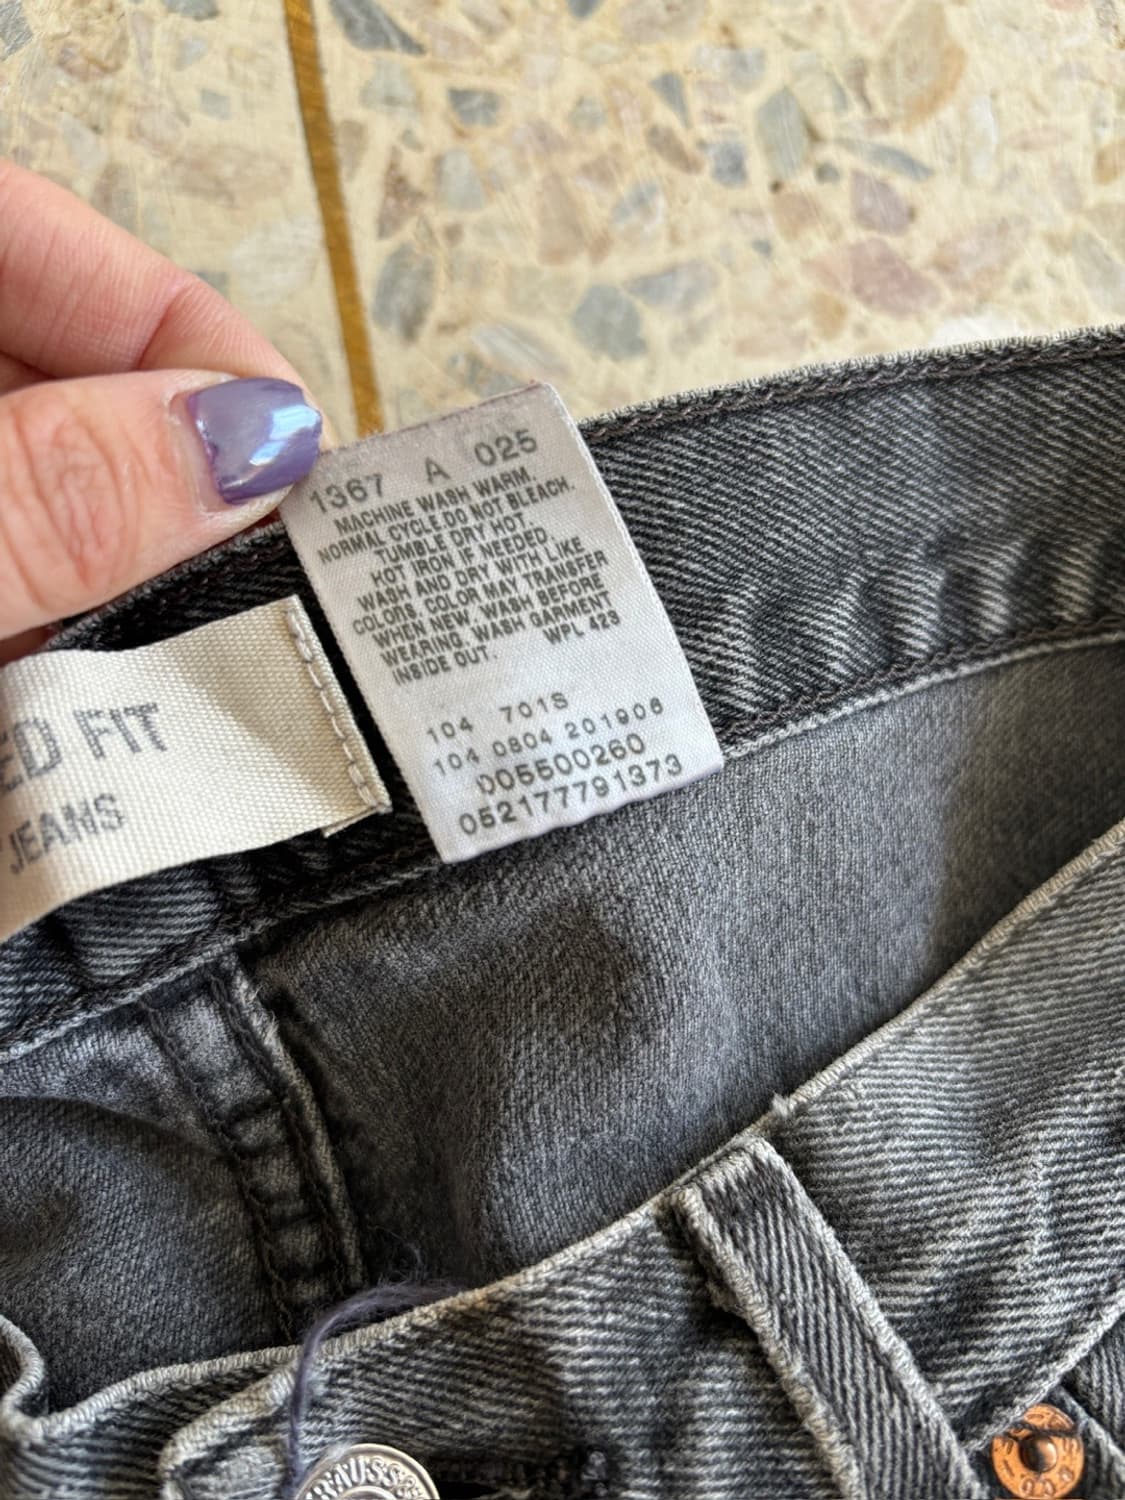 1367 A 025
MACHINE WASH WARM.
NORMAL CYCLE.DO NOT BLEACH.
TUMBLE DRY HOT.
HOT IRON IF NEEDED.
WASH AND DRY WITH LIKE
COLORS. COLOR MAY TRANSFER
WHEN NEW. WASH BEFORE
WEARING. WASH GARMENT
INSIDE OUT. WPL 423
104 701S
104 0804 201906
D05500260
052177791373
ED FIT
JEANS
RAUSS&